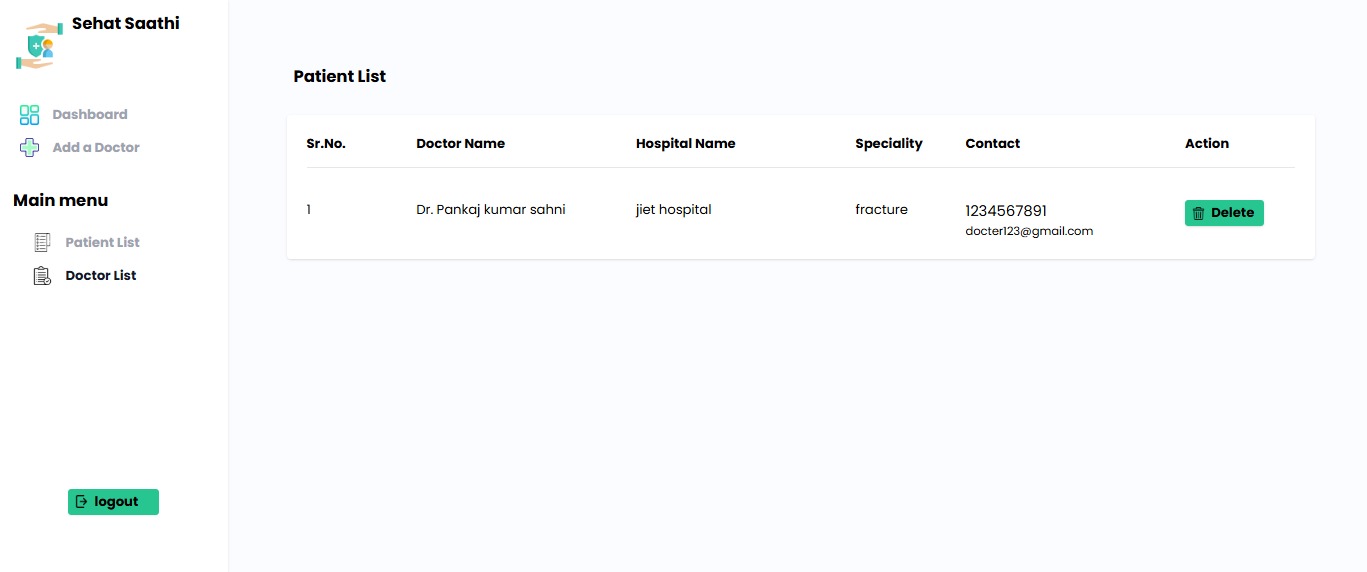 Sehat Saathi
Dashboard
Add a Doctor
Main menu
Patient List
Doctor List
logout
Patient List
Sr.No. Doctor Name Hospital Name Speciality Contact Action
1 Dr. Pankaj kumar sahni jiet hospital fracture 1234567891 Delete
docter123@gmail.com